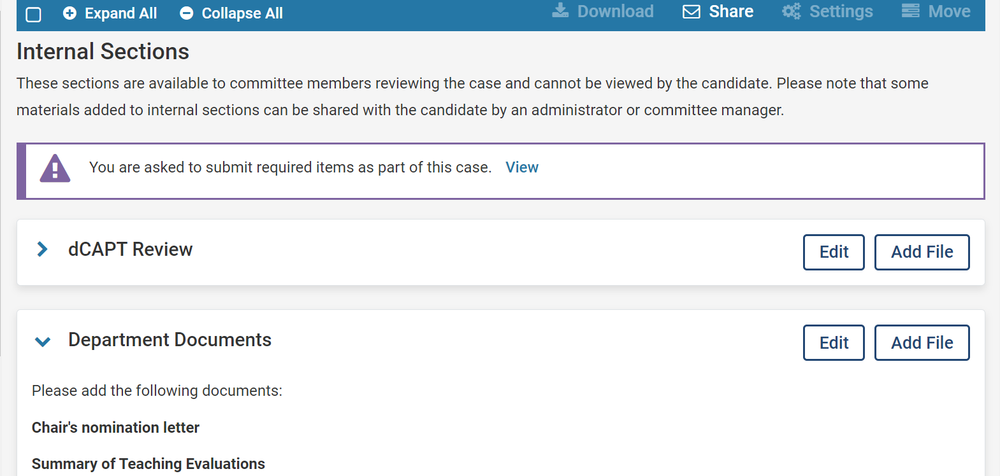 Expand All Collapse All Download Share Settings Move
Internal Sections
These sections are available to committee members reviewing the case and cannot be viewed by the candidate. Please note that some
materials added to internal sections can be shared with the candidate by an administrator or committee manager.
You are asked to submit required items as part of this case. View
dCAPT Review Edit Add File
Department Documents Edit Add File
Please add the following documents:
Chair's nomination letter
Summary of Teaching Evaluations